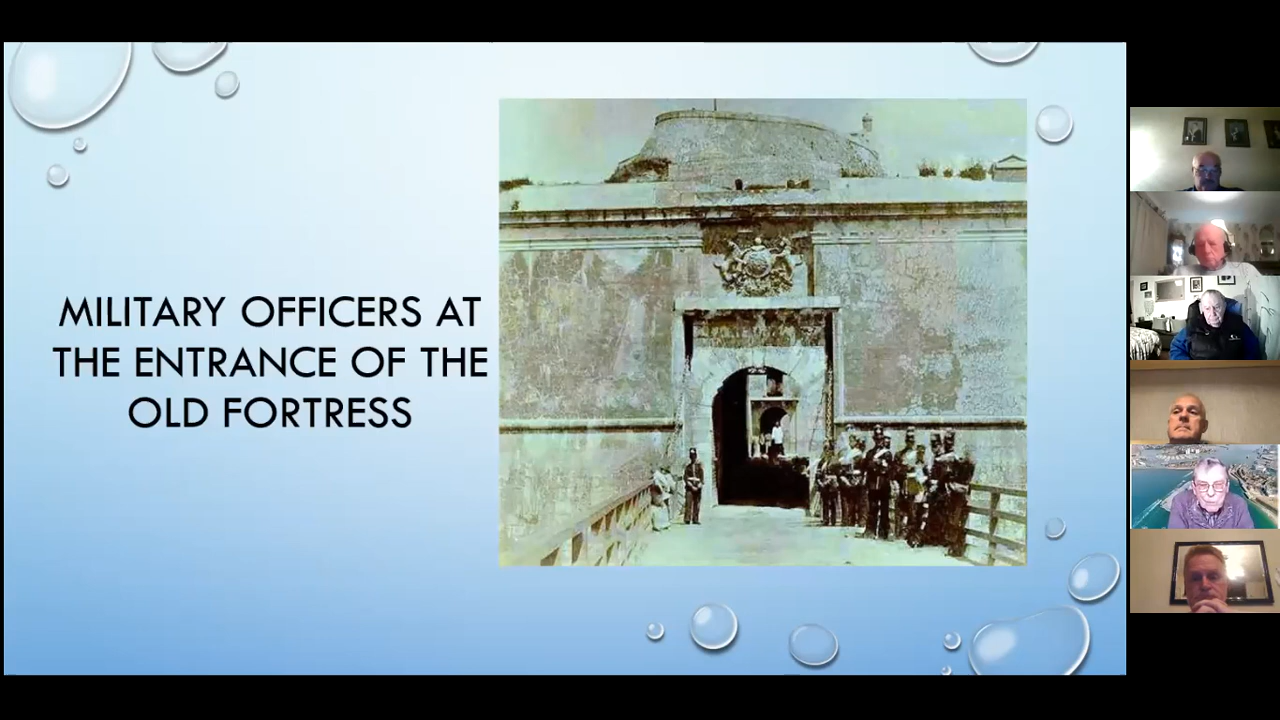 MILITARY OFFICERS AT
THE ENTRANCE OF THE
OLD FORTRESS